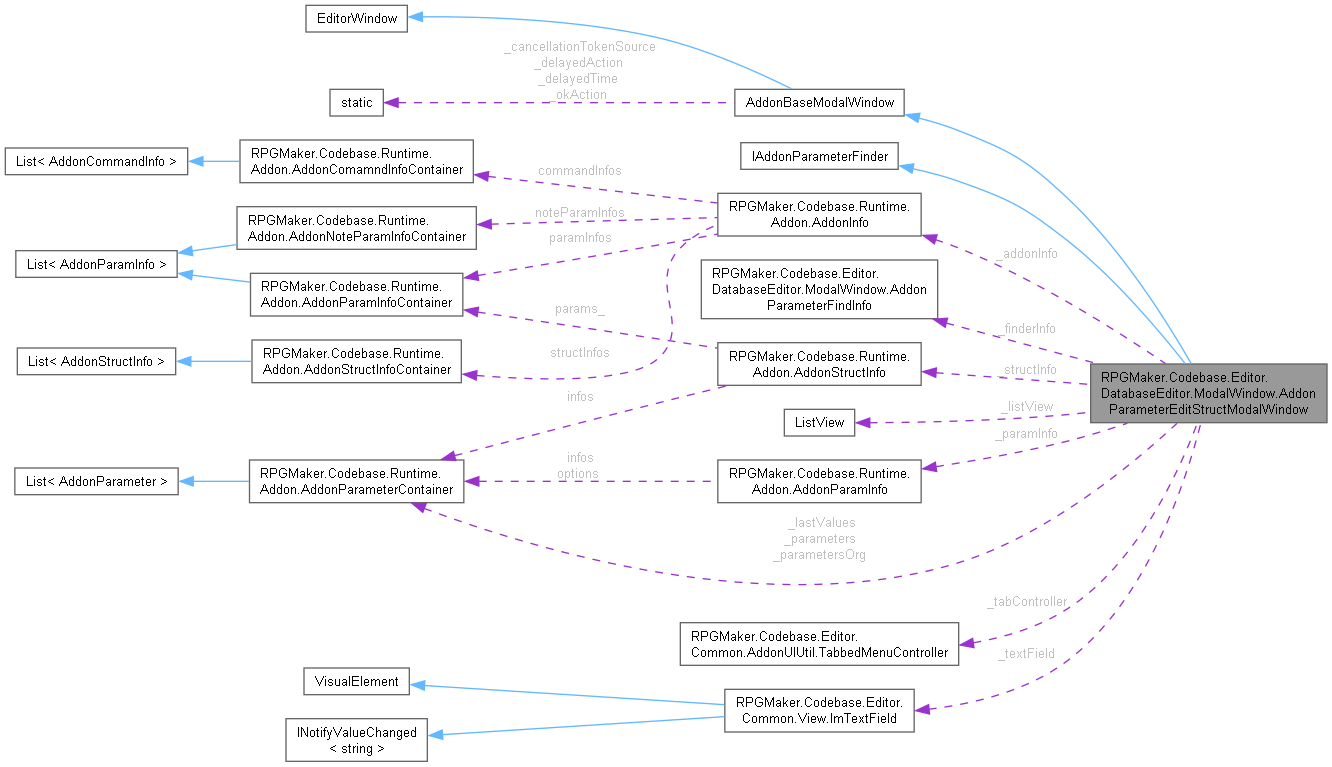 EditorWindow
_cancellationTokenSource
_delayedAction
_delayedTime
_okAction
static
AddonBaseModalWindow
List< AddonCommandInfo >
RPGMaker.Codebase.Runtime.
Addon.AddonComamndInfoContainer
commandInfos
IAddonParameterFinder
RPGMaker.Codebase.Runtime.
Addon.AddonNoteParamInfoContainer
noteParamInfos
paramInfos
RPGMaker.Codebase.Runtime.
Addon.AddonInfo
_addonInfo
List< AddonParamInfo >
RPGMaker.Codebase.Runtime.
Addon.AddonParamInfoContainer
params_
RPGMaker.Codebase.Editor.
DatabaseEditor.ModalWindow.Addon
ParameterFindInfo
_finderInfo
List< AddonStructInfo >
RPGMaker.Codebase.Runtime.
Addon.AddonStructInfoContainer
structInfos
RPGMaker.Codebase.Runtime.
Addon.AddonStructInfo
_structInfo
RPGMaker.Codebase.Editor.
DatabaseEditor.ModalWindow.Addon
ParameterEditStructModalWindow
infos
ListView
_listView
_paramInfo
List< AddonParameter >
RPGMaker.Codebase.Runtime.
Addon.AddonParameterContainer
infos
options
RPGMaker.Codebase.Runtime.
Addon.AddonParamInfo
_lastValues
_parameters
_parametersOrg
_tabController
RPGMaker.Codebase.Editor.
Common.AddonUIUtil.TabbedMenuController
_textField
VisualElement
RPGMaker.Codebase.Editor.
Common.View.ImTextField
INotifyValueChanged
< string >